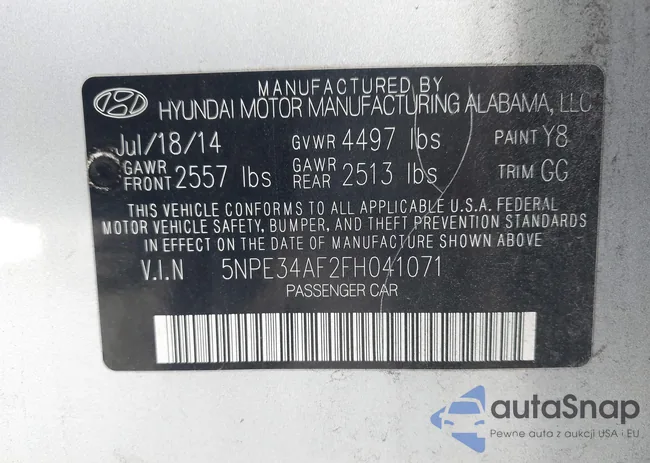 MANUFACTURED BY
HYUNDAI MOTOR MANUFACTURING ALABAMA, LLC
Jul/18/14 GVWR 4497 lbs PAINT Y8
GAWR FRONT 2557 lbs GAWR REAR 2513 lbs TRIM GG
THIS VEHICLE CONFORMS TO ALL APPLICABLE U.S.A. FEDERAL
MOTOR VEHICLE SAFETY, BUMPER, AND THEFT PREVENTION STANDARDS
IN EFFECT ON THE DATE OF MANUFACTURE SHOWN ABOVE
V.I.N 5NPE34AF2FH041071
PASSENGER CAR
autaSnap
Pewne auta z aukcji USA • EU